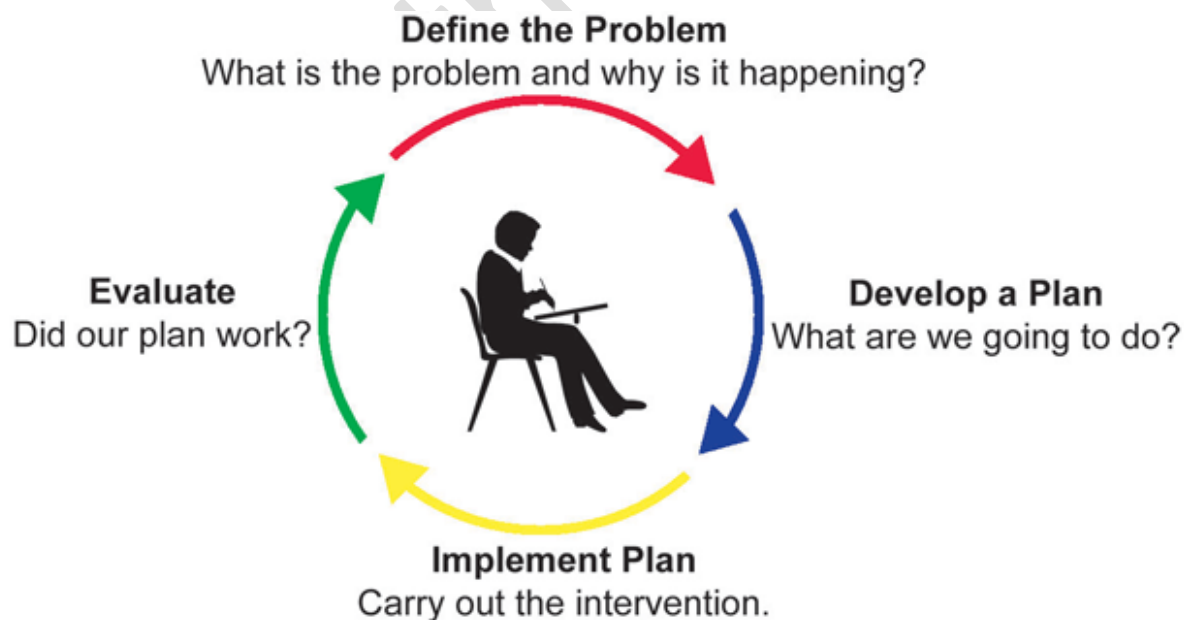 Define the Problem
What is the problem and why is it happening?
Develop a Plan
What are we going to do?
Implement Plan
Carry out the intervention.
Evaluate
Did our plan work?